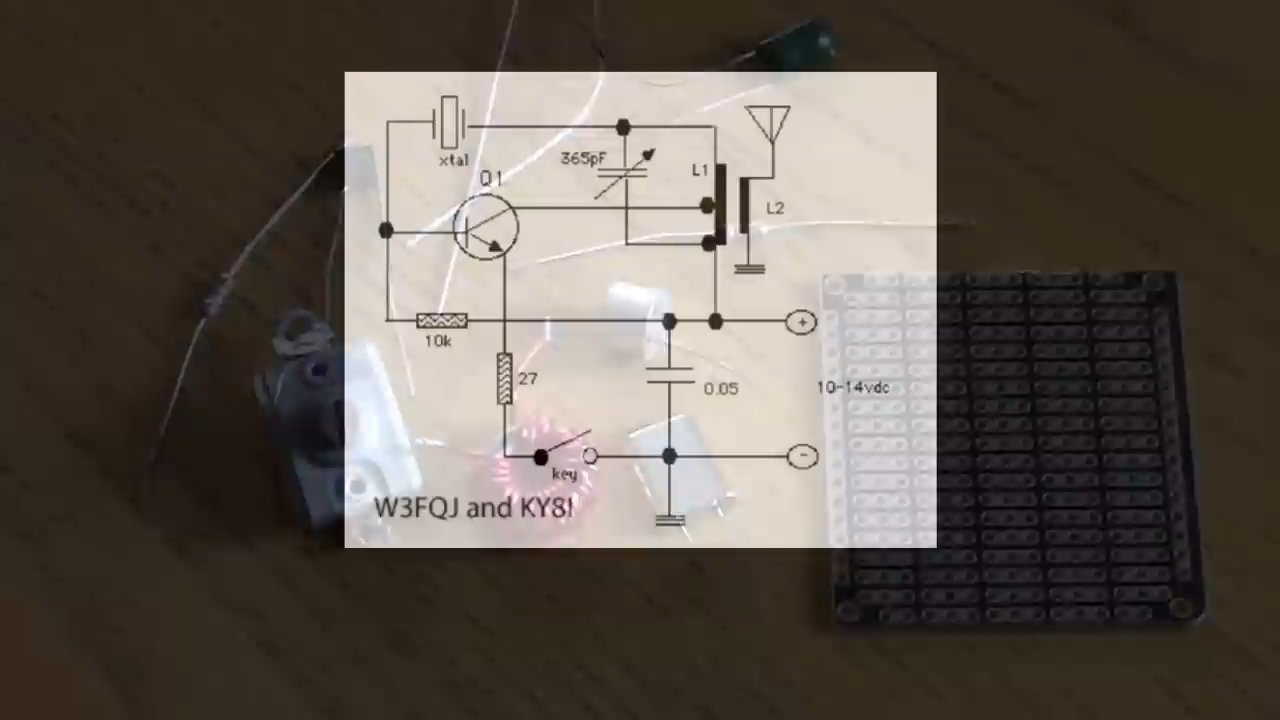 xtal
365pF
Q1
L1
L2
10k
+
27
0.05
10-14vdc
-
key
W3FQJ and KY8I